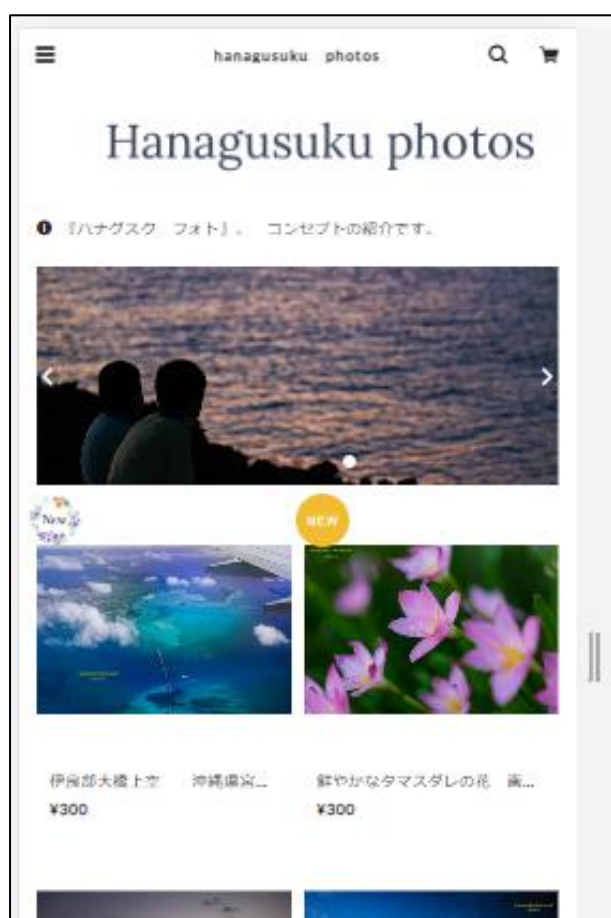 hanagusuku photos
Hanagusuku photos
『ハナグスク フォト』. コンセプトの紹介です。
New
NEW
伊良部大橋上空 沖縄県宮...
¥300
鮮やかなタマスダレの花 画...
¥300